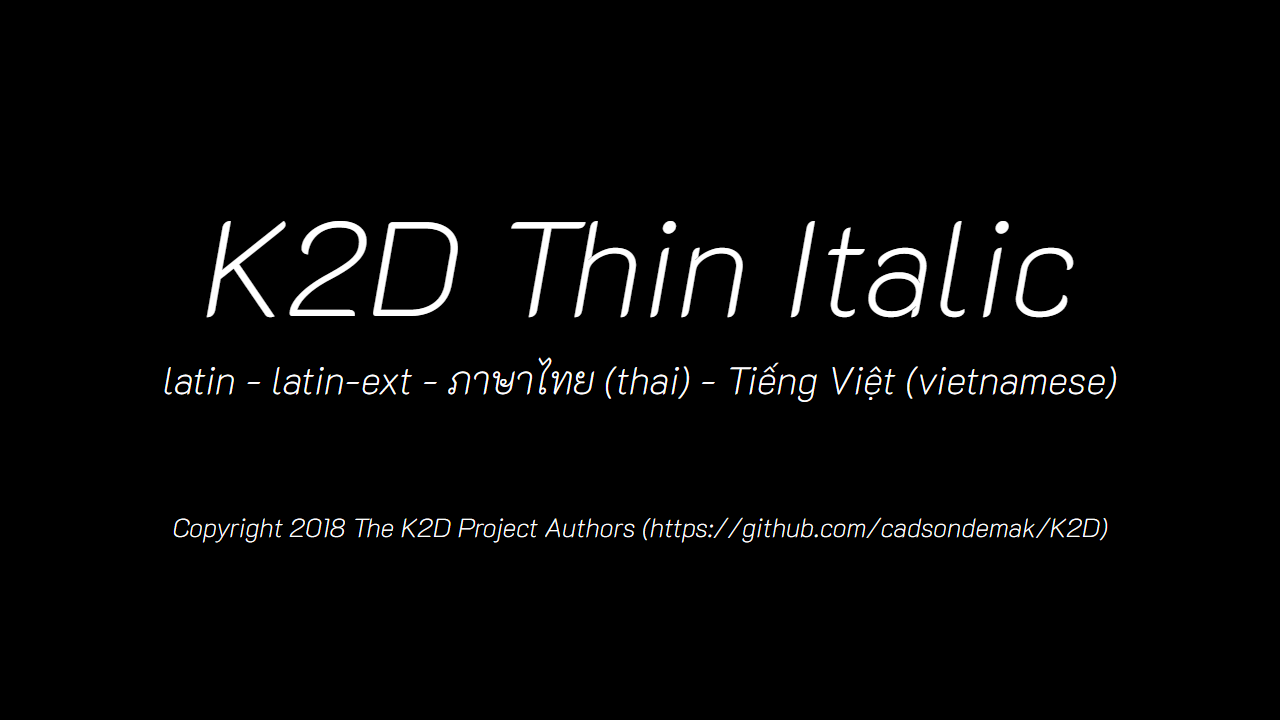 K2D Thin Italic
latin - latin-ext - ภาษาไทย (thai) - Tiếng Việt (vietnamese)
Copyright 2018 The K2D Project Authors (https://github.com/cadsondemak/K2D)